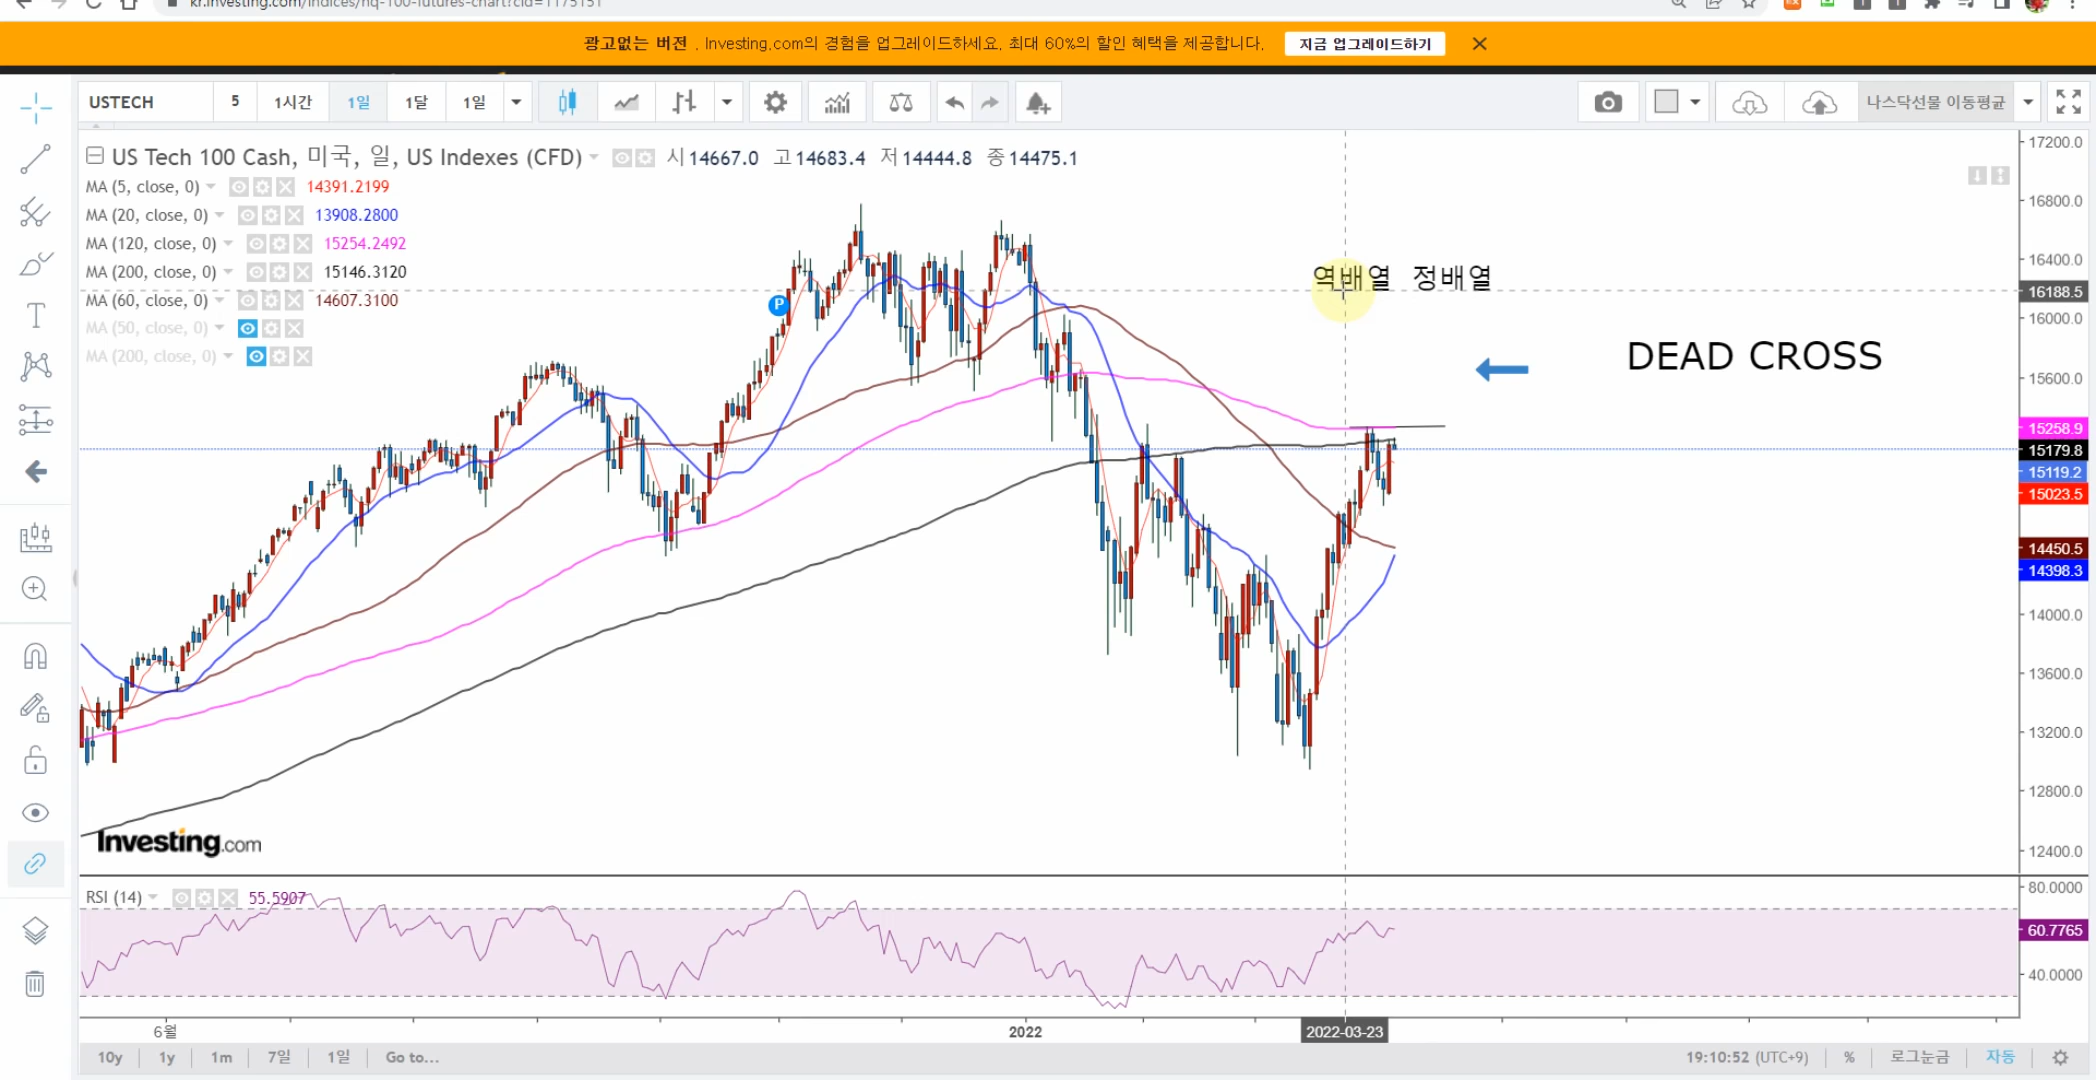 kr.investing.com/indices/nq-100-futures-chart?cid=1175151
광고없는 버전 . Investing.com의 경험을 업그레이드하세요. 최대 60%의 할인 혜택을 제공합니다. 지금 업그레이드하기
USTECH 5 1시간 1일 1달 1일 나스닥선물 이동평균
US Tech 100 Cash, 미국, 일, US Indexes (CFD) 시 14667.0 고 14683.4 저 14444.8 종 14475.1
MA (5, close, 0) 14391.2199
MA (20, close, 0) 13908.2800
MA (120, close, 0) 15254.2492
MA (200, close, 0) 15146.3120
MA (60, close, 0) 14607.3100
MA (50, close, 0)
MA (200, close, 0)
P
역배열 정배열
DEAD CROSS
17200.0
16800.0
16400.0
16188.5
16000.0
15600.0
15258.9
15179.8
15119.2
15023.5
14450.5
14398.3
14000.0
13600.0
13200.0
12800.0
12400.0
Investing.com
RSI (14) 55.5907
80.0000
60.7765
40.0000
6월 2022 2022-03-23
10y 1y 1m 7일 1일 Go to... 19:10:52 (UTC+9) % 로그눈금 자동